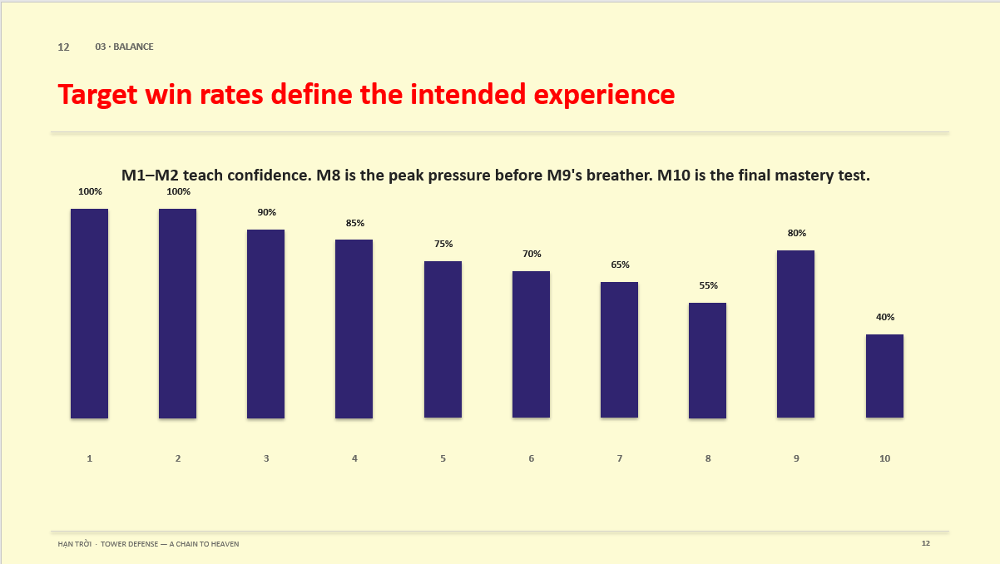 12 03 · BALANCE
Target win rates define the intended experience
M1–M2 teach confidence. M8 is the peak pressure before M9's breather. M10 is the final mastery test.
100% 100% 90% 85% 75% 70% 65% 55% 80% 40%
1 2 3 4 5 6 7 8 9 10
HẠN TRỜI · TOWER DEFENSE — A CHAIN TO HEAVEN 12